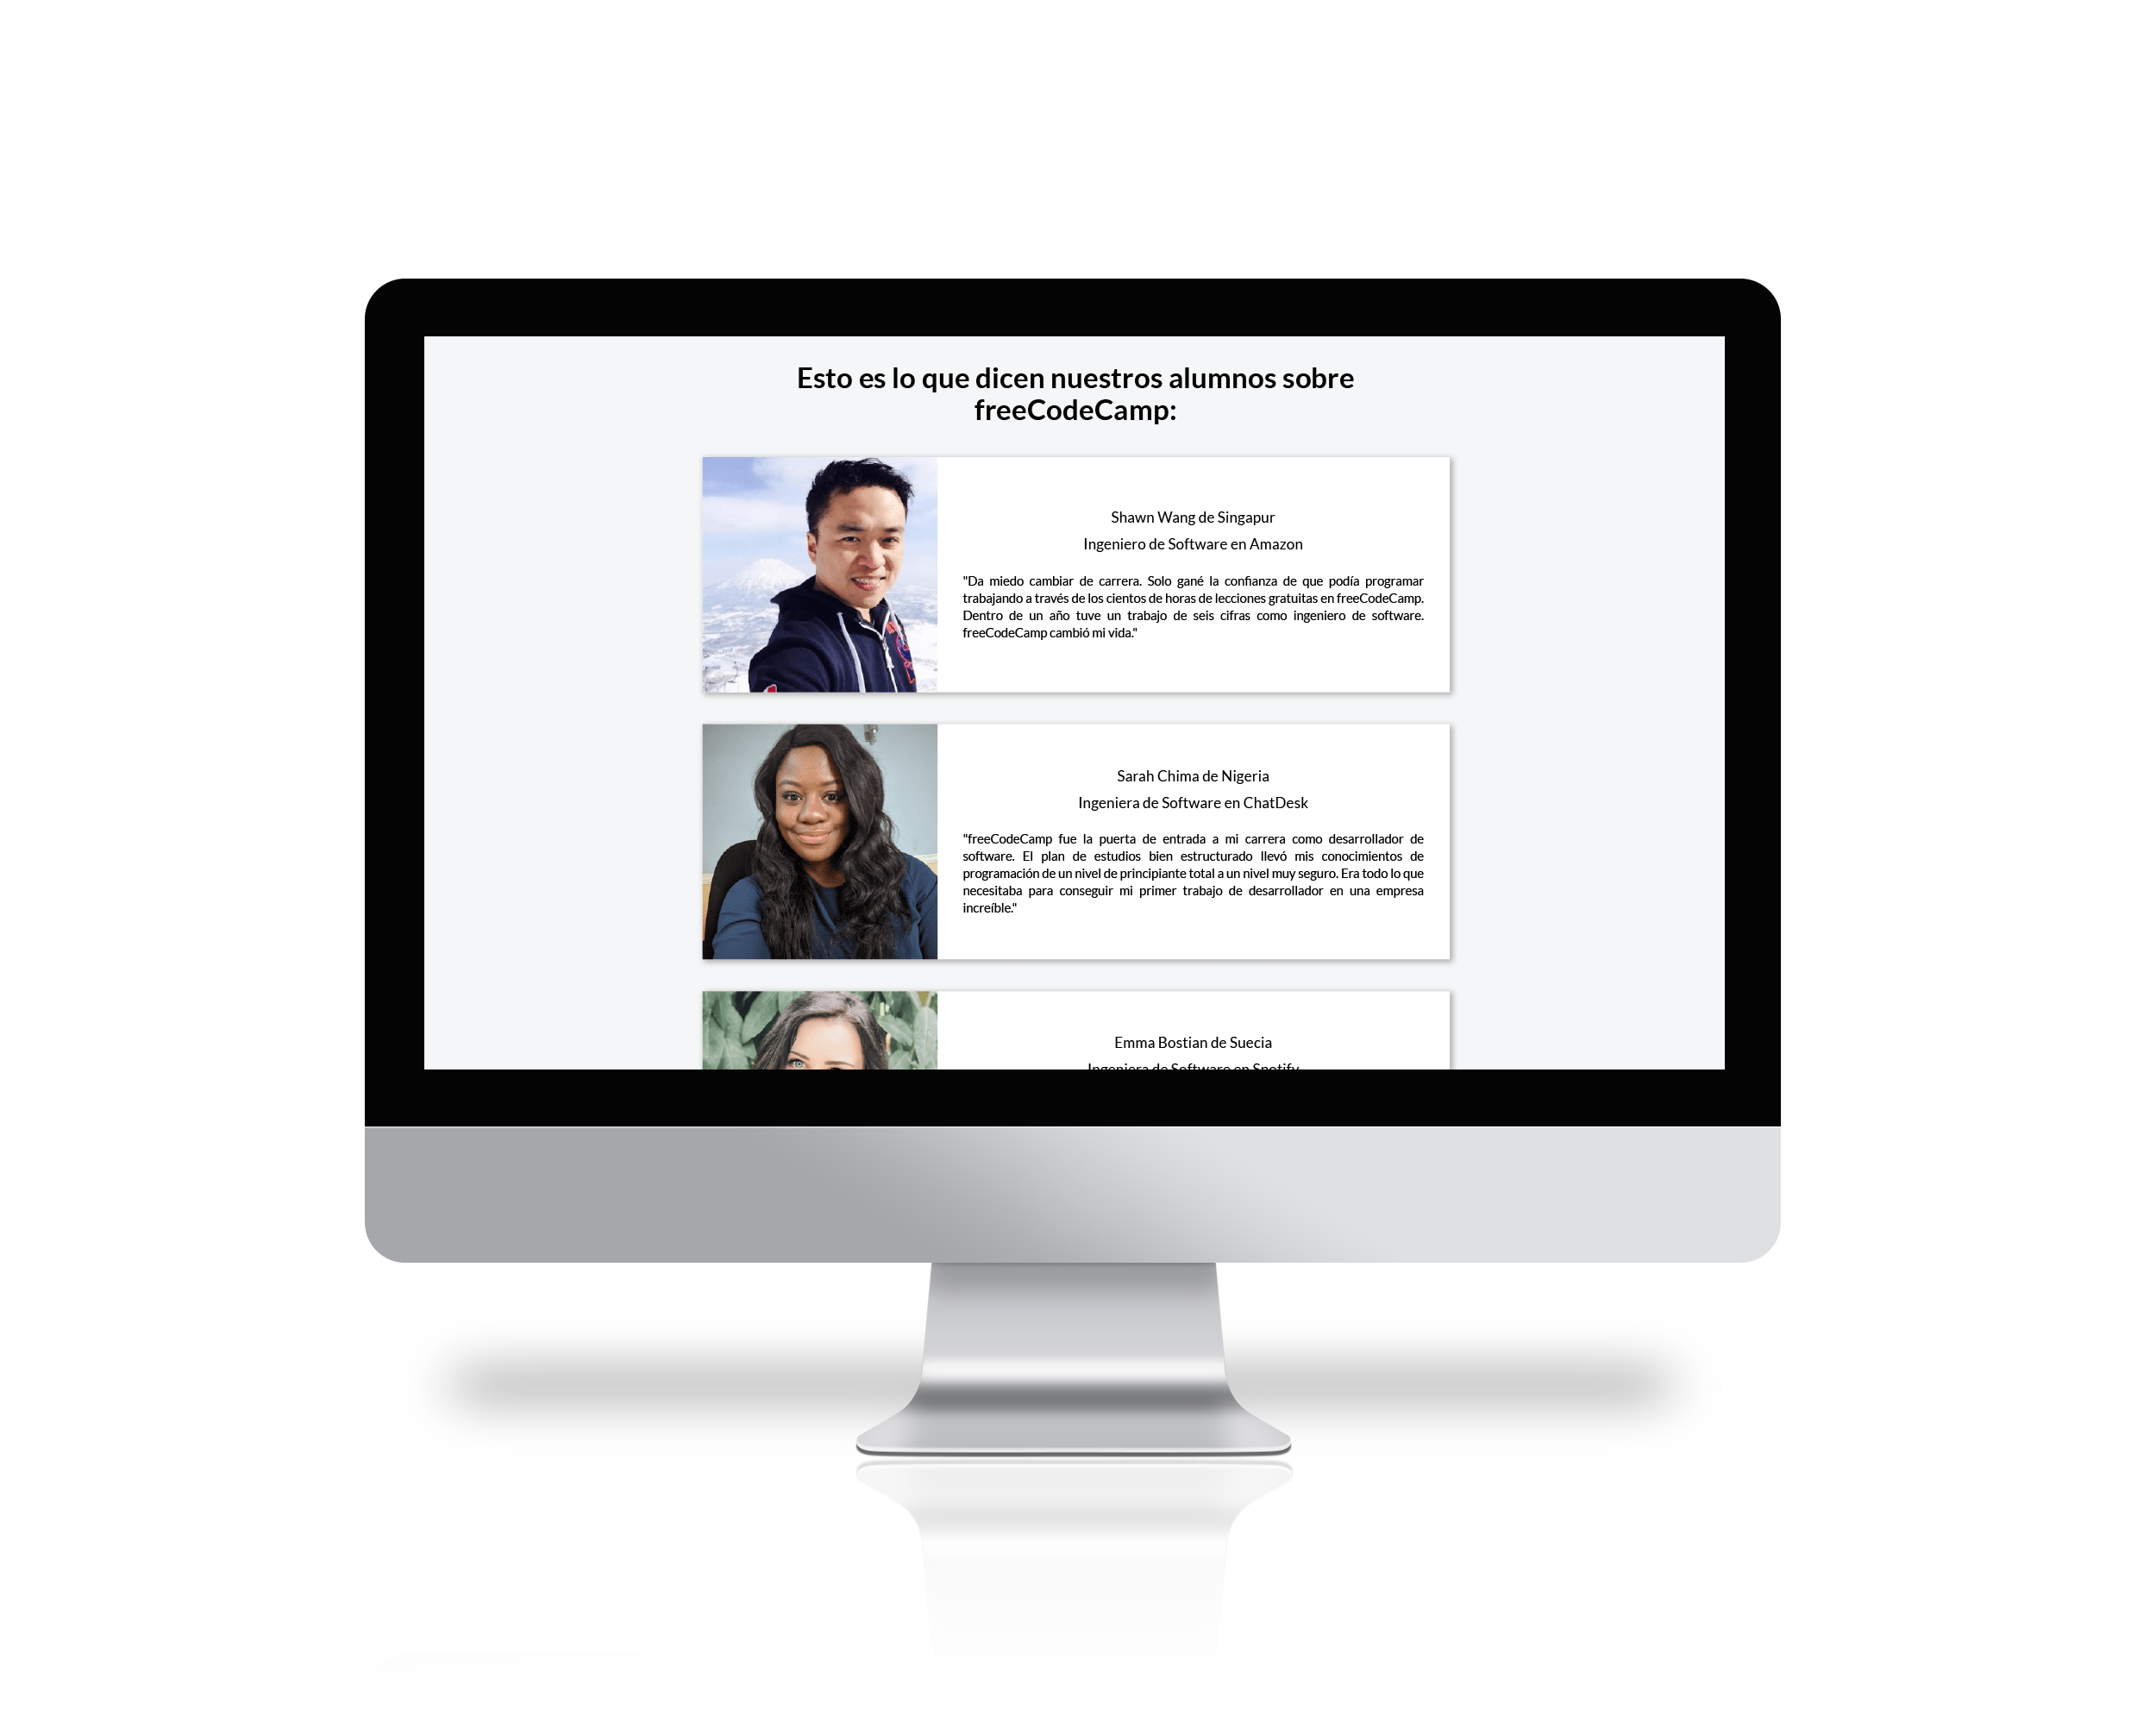 Esto es lo que dicen nuestros alumnos sobre
freeCodeCamp:
Shawn Wang de Singapur
Ingeniero de Software en Amazon
"Da miedo cambiar de carrera. Solo gané la confianza de que podía programar
trabajando a través de los cientos de horas de lecciones gratuitas en freeCodeCamp.
Dentro de un año tuve un trabajo de seis cifras como ingeniero de software.
freeCodeCamp cambió mi vida."
Sarah Chima de Nigeria
Ingeniera de Software en ChatDesk
"freeCodeCamp fue la puerta de entrada a mi carrera como desarrollador de
software. El plan de estudios bien estructurado llevó mis conocimientos de
programación de un nivel de principiante total a un nivel muy seguro. Era todo lo que
necesitaba para conseguir mi primer trabajo de desarrollador en una empresa
increíble."
Emma Bostian de Suecia
Ingeniera de Software en Spotify